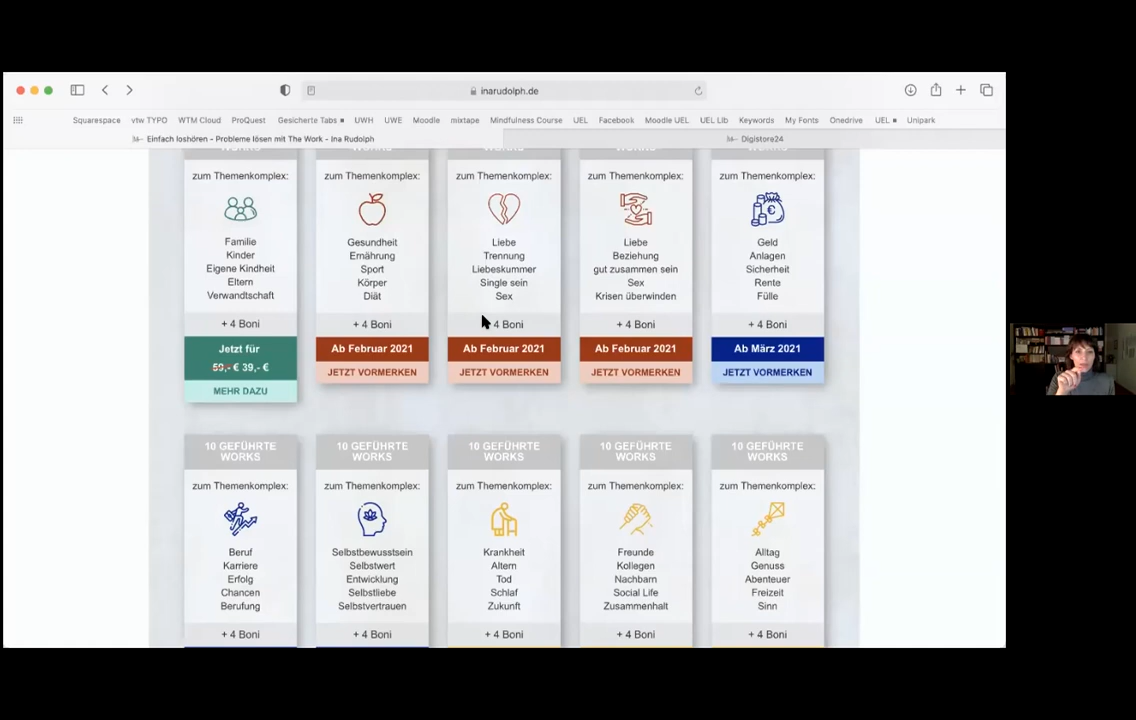 inarudolph.de
Squarespace vtw TYPO WTM Cloud ProQuest Gesicherte Tabs UWH UWE Moodle mixtape Mindfulness Course UEL Facebook Moodle UEL UEL Lib Keywords My Fonts Onedrive UEL Unipark
Einfach loshören - Probleme lösen mit The Work - Ina Rudolph
Digistore24
WORKS WORKS WORKS WORKS WORKS
zum Themenkomplex: zum Themenkomplex: zum Themenkomplex: zum Themenkomplex: zum Themenkomplex:
Familie Gesundheit Liebe Liebe Geld
Kinder Ernährung Trennung Beziehung Anlagen
Eigene Kindheit Sport Liebeskummer gut zusammen sein Sicherheit
Eltern Körper Single sein Sex Rente
Verwandtschaft Diät Sex Krisen überwinden Fülle
+ 4 Boni + 4 Boni 4 Boni + 4 Boni + 4 Boni
Jetzt für Ab Februar 2021 Ab Februar 2021 Ab Februar 2021 Ab März 2021
59,- € 39,- € JETZT VORMERKEN JETZT VORMERKEN JETZT VORMERKEN JETZT VORMERKEN
MEHR DAZU
10 GEFÜHRTE 10 GEFÜHRTE 10 GEFÜHRTE 10 GEFÜHRTE 10 GEFÜHRTE
WORKS WORKS WORKS WORKS WORKS
zum Themenkomplex: zum Themenkomplex: zum Themenkomplex: zum Themenkomplex: zum Themenkomplex:
Beruf Selbstbewusstsein Krankheit Freunde Alltag
Karriere Selbstwert Altern Kollegen Genuss
Erfolg Entwicklung Tod Nachbarn Abenteuer
Chancen Selbstliebe Schlaf Social Life Freizeit
Berufung Selbstvertrauen Zukunft Zusammenhalt Sinn
+ 4 Boni + 4 Boni + 4 Boni + 4 Boni + 4 Boni